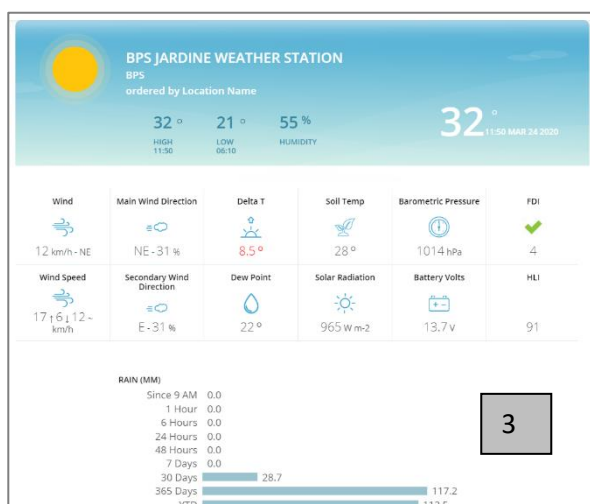 BPS JARDINE WEATHER STATION
BPS
ordered by Location Name
32 °
HIGH
11:50
21 °
LOW
06:10
55 %
HUMIDITY
32 °
11:50 MAR 24 2020
Wind
12 km/h - NE
Main Wind Direction
NE - 31 %
Delta T
8.5 °
Soil Temp
28 °
Barometric Pressure
1014 hPa
FDI
4
Wind Speed
17 ↑ 6 ↓ 12 ~
km/h
Secondary Wind
Direction
E - 31 %
Dew Point
22 °
Solar Radiation
965 W m-2
Battery Volts
13.7 V
HLI
91
RAIN (MM)
Since 9 AM 0.0
1 Hour 0.0
6 Hours 0.0
24 Hours 0.0
48 Hours 0.0
7 Days 0.0
30 Days 28.7
365 Days 117.2
3